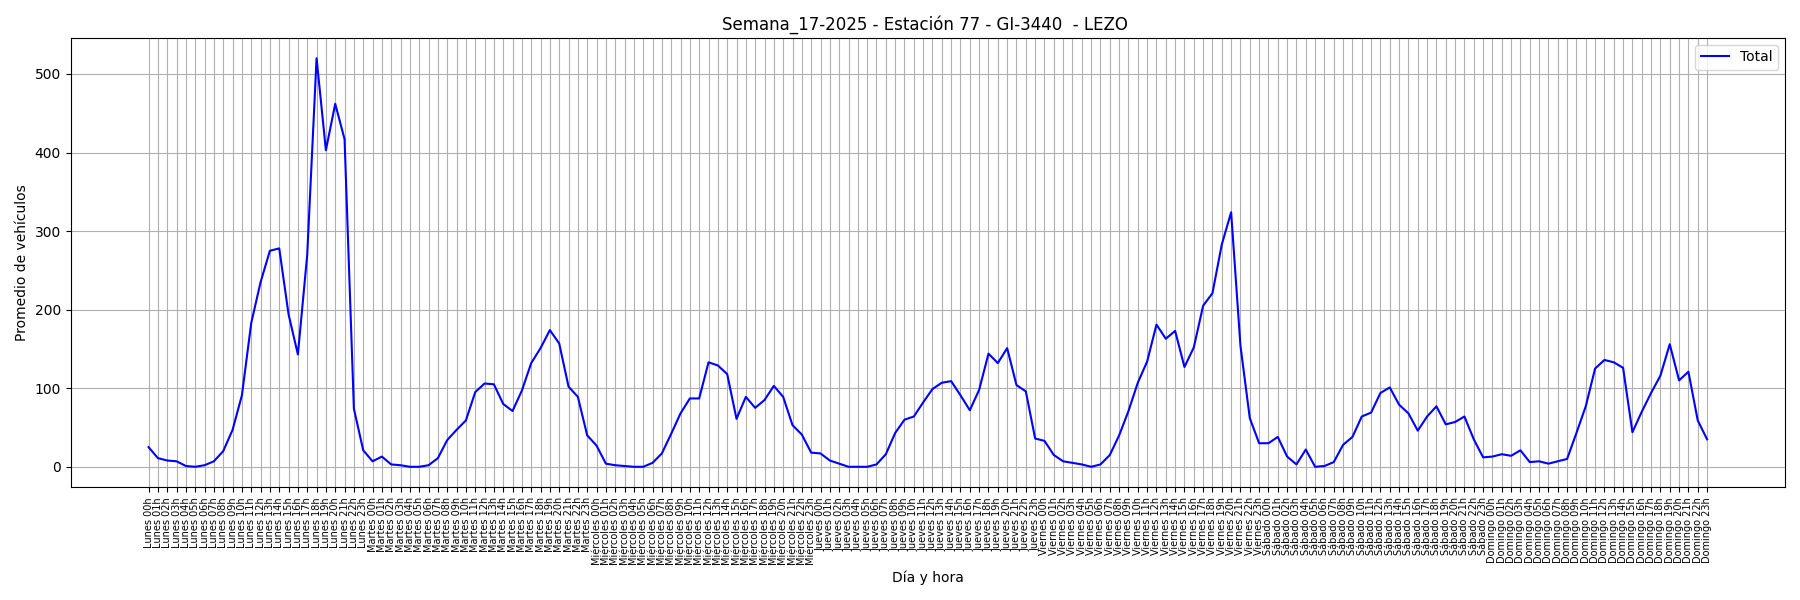 Semana_17-2025 - Estación 77 - GI-3440  - LEZO
Total
Promedio de vehículos
500
400
300
200
100
0
Lunes 00h
Lunes 01h
Lunes 02h
Lunes 03h
Lunes 04h
Lunes 05h
Lunes 06h
Lunes 07h
Lunes 08h
Lunes 09h
Lunes 10h
Lunes 11h
Lunes 12h
Lunes 13h
Lunes 14h
Lunes 15h
Lunes 16h
Lunes 17h
Lunes 18h
Lunes 19h
Lunes 20h
Lunes 21h
Lunes 22h
Lunes 23h
Martes 00h
Martes 01h
Martes 02h
Martes 03h
Martes 04h
Martes 05h
Martes 06h
Martes 07h
Martes 08h
Martes 09h
Martes 10h
Martes 11h
Martes 12h
Martes 13h
Martes 14h
Martes 15h
Martes 16h
Martes 17h
Martes 18h
Martes 19h
Martes 20h
Martes 21h
Martes 22h
Martes 23h
Miércoles 00h
Miércoles 01h
Miércoles 02h
Miércoles 03h
Miércoles 04h
Miércoles 05h
Miércoles 06h
Miércoles 07h
Miércoles 08h
Miércoles 09h
Miércoles 10h
Miércoles 11h
Miércoles 12h
Miércoles 13h
Miércoles 14h
Miércoles 15h
Miércoles 16h
Miércoles 17h
Miércoles 18h
Miércoles 19h
Miércoles 20h
Miércoles 21h
Miércoles 22h
Miércoles 23h
Jueves 00h
Jueves 01h
Jueves 02h
Jueves 03h
Jueves 04h
Jueves 05h
Jueves 06h
Jueves 07h
Jueves 08h
Jueves 09h
Jueves 10h
Jueves 11h
Jueves 12h
Jueves 13h
Jueves 14h
Jueves 15h
Jueves 16h
Jueves 17h
Jueves 18h
Jueves 19h
Jueves 20h
Jueves 21h
Jueves 22h
Jueves 23h
Viernes 00h
Viernes 01h
Viernes 02h
Viernes 03h
Viernes 04h
Viernes 05h
Viernes 06h
Viernes 07h
Viernes 08h
Viernes 09h
Viernes 10h
Viernes 11h
Viernes 12h
Viernes 13h
Viernes 14h
Viernes 15h
Viernes 16h
Viernes 17h
Viernes 18h
Viernes 19h
Viernes 20h
Viernes 21h
Viernes 22h
Viernes 23h
Sábado 00h
Sábado 01h
Sábado 02h
Sábado 03h
Sábado 04h
Sábado 05h
Sábado 06h
Sábado 07h
Sábado 08h
Sábado 09h
Sábado 10h
Sábado 11h
Sábado 12h
Sábado 13h
Sábado 14h
Sábado 15h
Sábado 16h
Sábado 17h
Sábado 18h
Sábado 19h
Sábado 20h
Sábado 21h
Sábado 22h
Sábado 23h
Domingo 00h
Domingo 01h
Domingo 02h
Domingo 03h
Domingo 04h
Domingo 05h
Domingo 06h
Domingo 07h
Domingo 08h
Domingo 09h
Domingo 10h
Domingo 11h
Domingo 12h
Domingo 13h
Domingo 14h
Domingo 15h
Domingo 16h
Domingo 17h
Domingo 18h
Domingo 19h
Domingo 20h
Domingo 21h
Domingo 22h
Domingo 23h
Día y hora